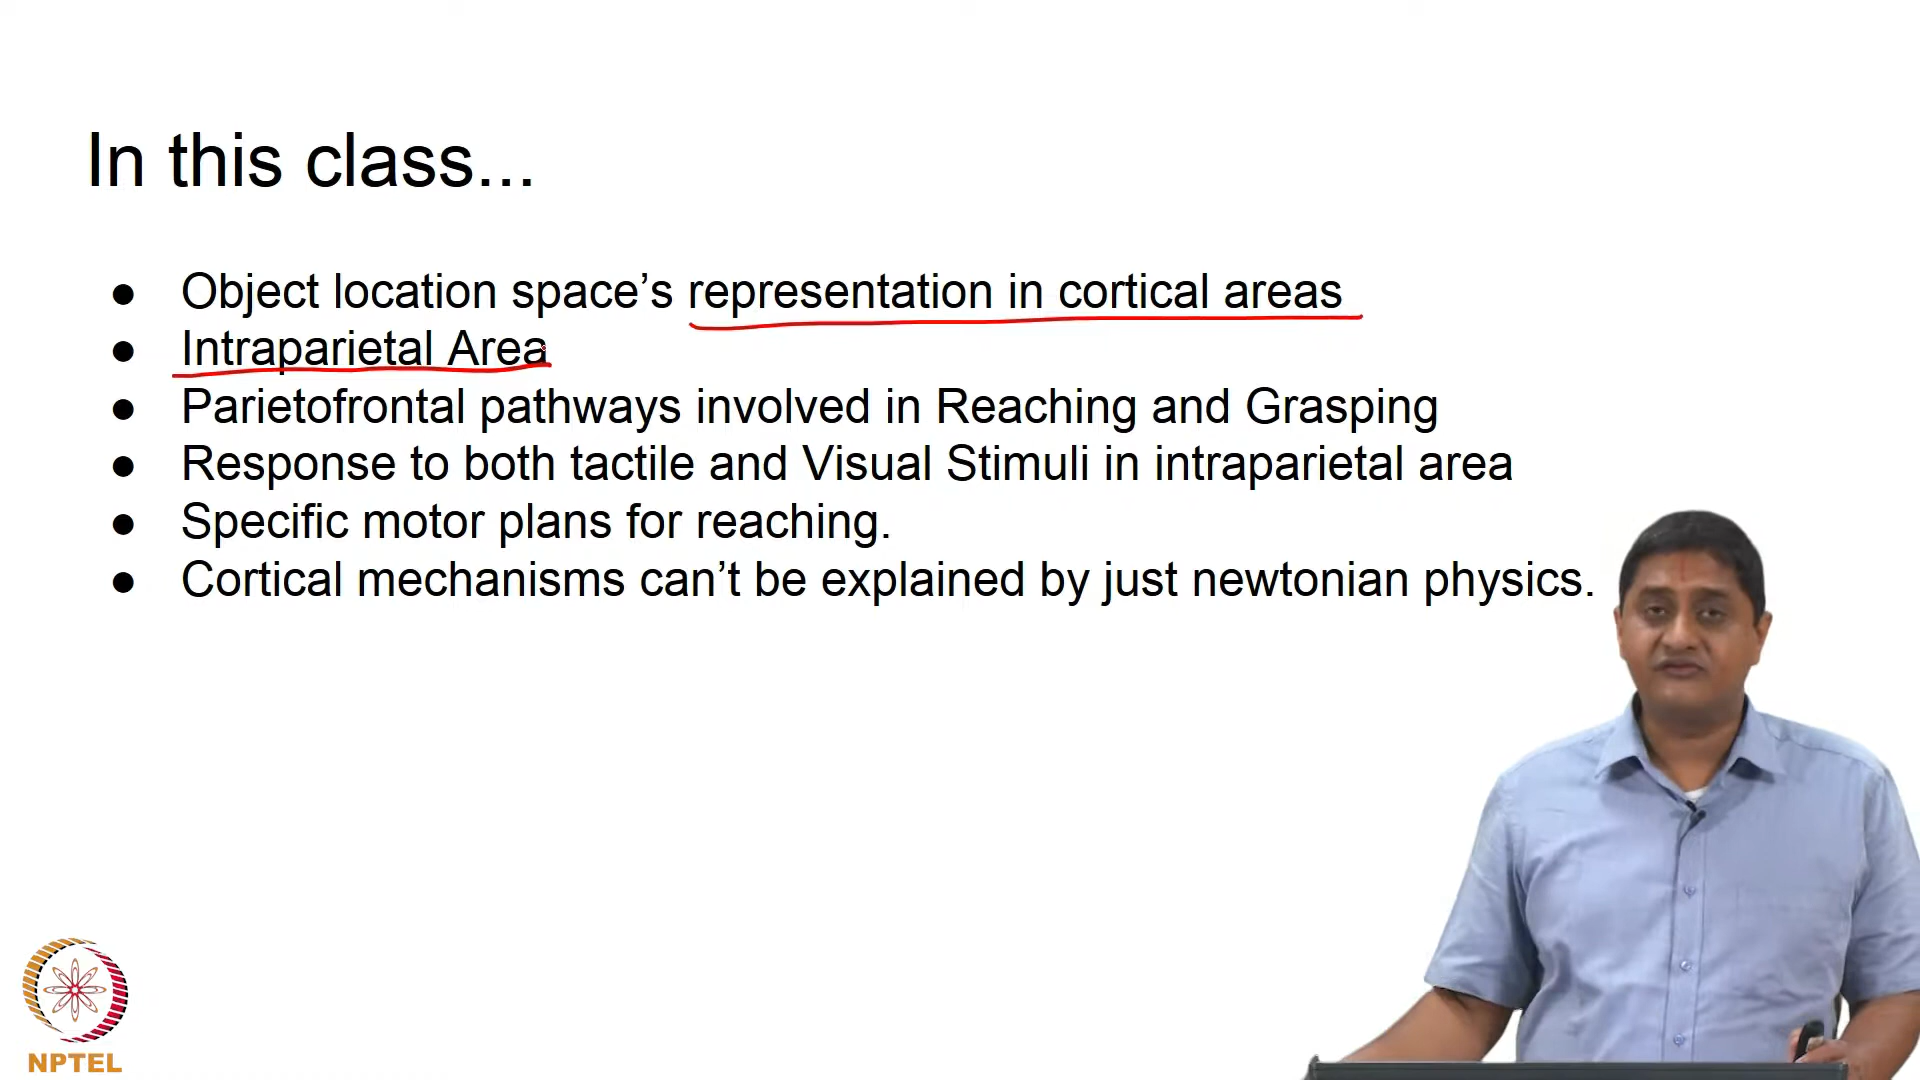 In this class...
● Object location space’s representation in cortical areas
● Intraparietal Area
● Parietofrontal pathways involved in Reaching and Grasping
● Response to both tactile and Visual Stimuli in intraparietal area
● Specific motor plans for reaching.
● Cortical mechanisms can’t be explained by just newtonian physics.
NPTEL